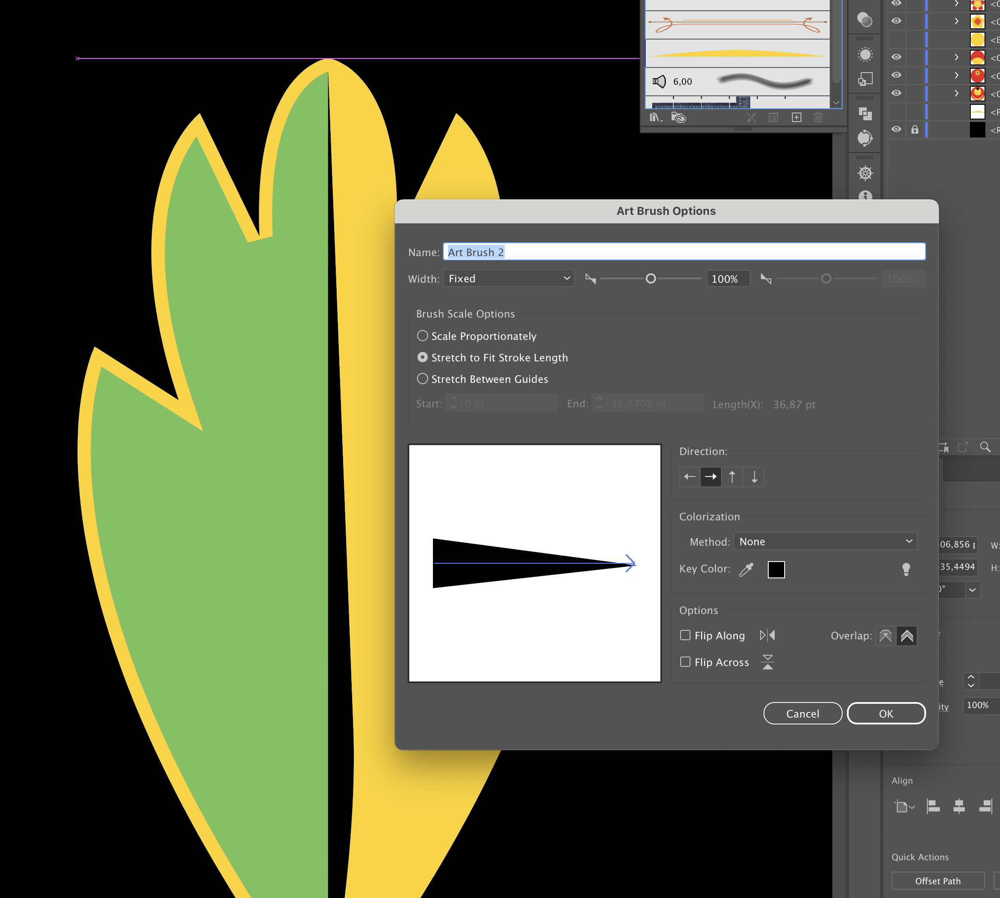 6,00
Art Brush Options
Name: Art Brush 2
Width: Fixed 100% 100%
Brush Scale Options
Scale Proportionately
Stretch to Fit Stroke Length
Stretch Between Guides
Start: 0 pt End: 36,8702 pt Length(X): 36,87 pt
Direction:
Colorization
Method: None
Key Color:
Options
Flip Along Overlap:
Flip Across
Cancel OK
06,856 W:
35,4494 H:
0°
100%
Align
Quick Actions
Offset Path